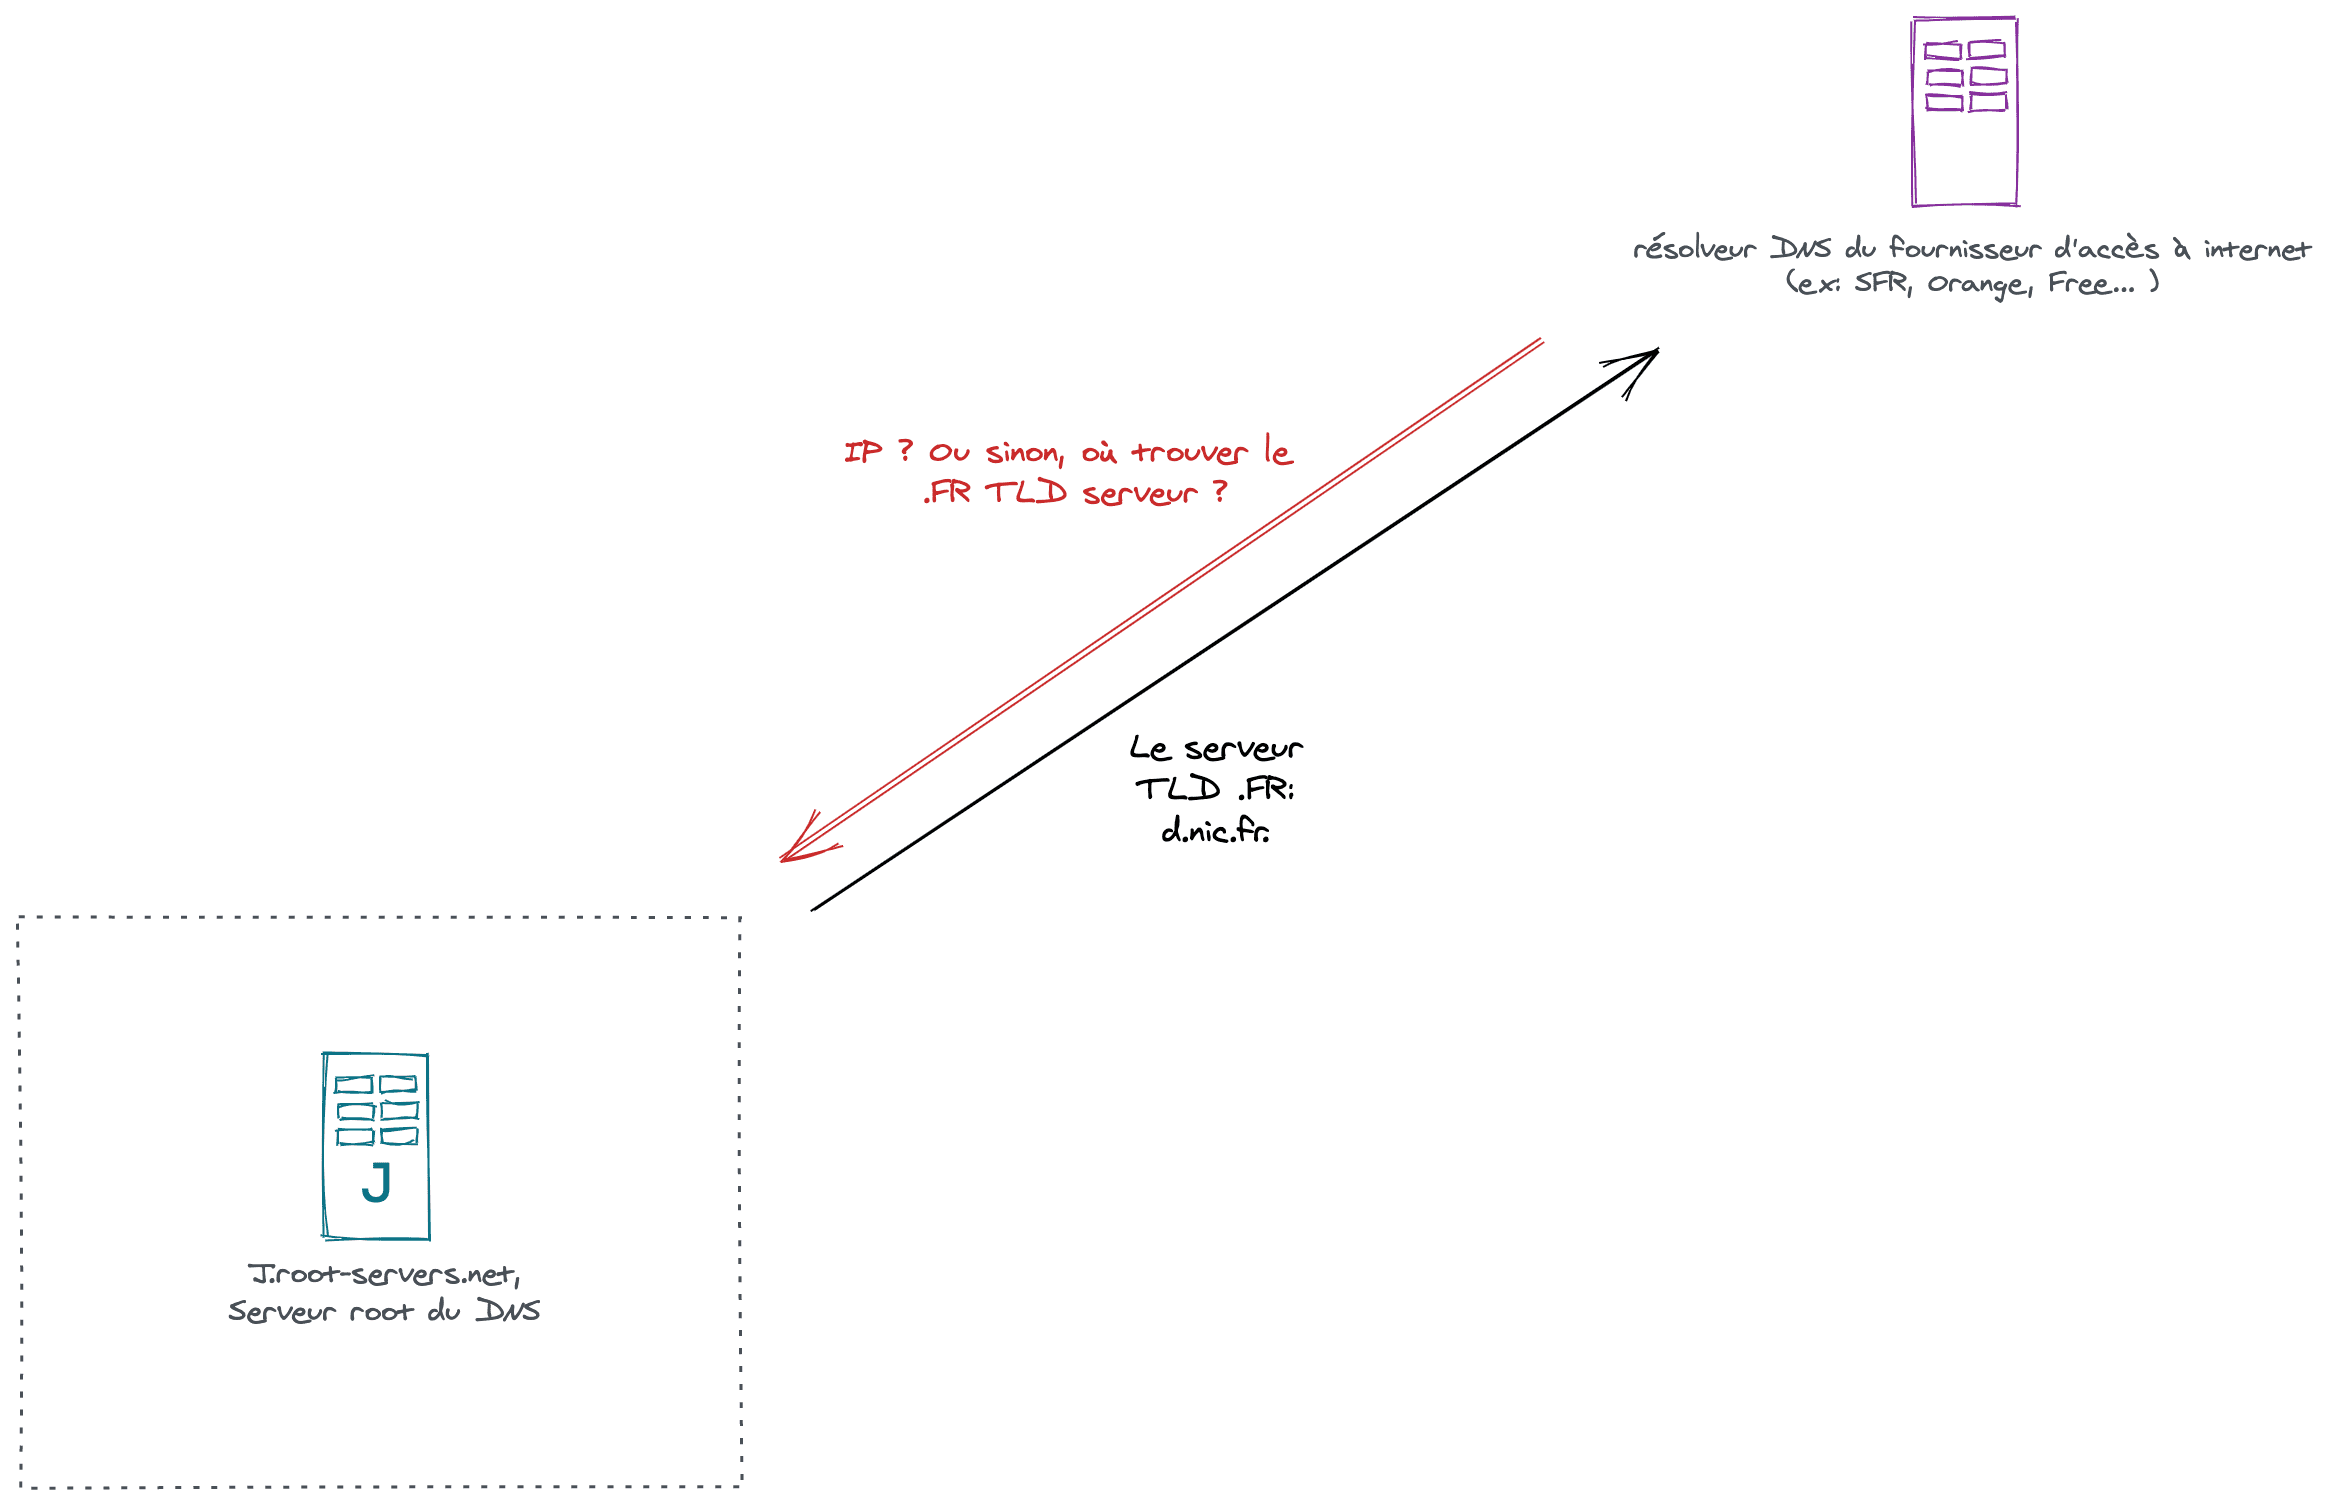 résolveur DNS du fournisseur d'accès à internet
(ex: SFR, Orange, Free... )
IP ? Ou sinon, où trouver le
.FR TLD serveur ?
Le serveur
TLD .FR:
d.nic.fr.
J
J.root-servers.net,
Serveur root du DNS